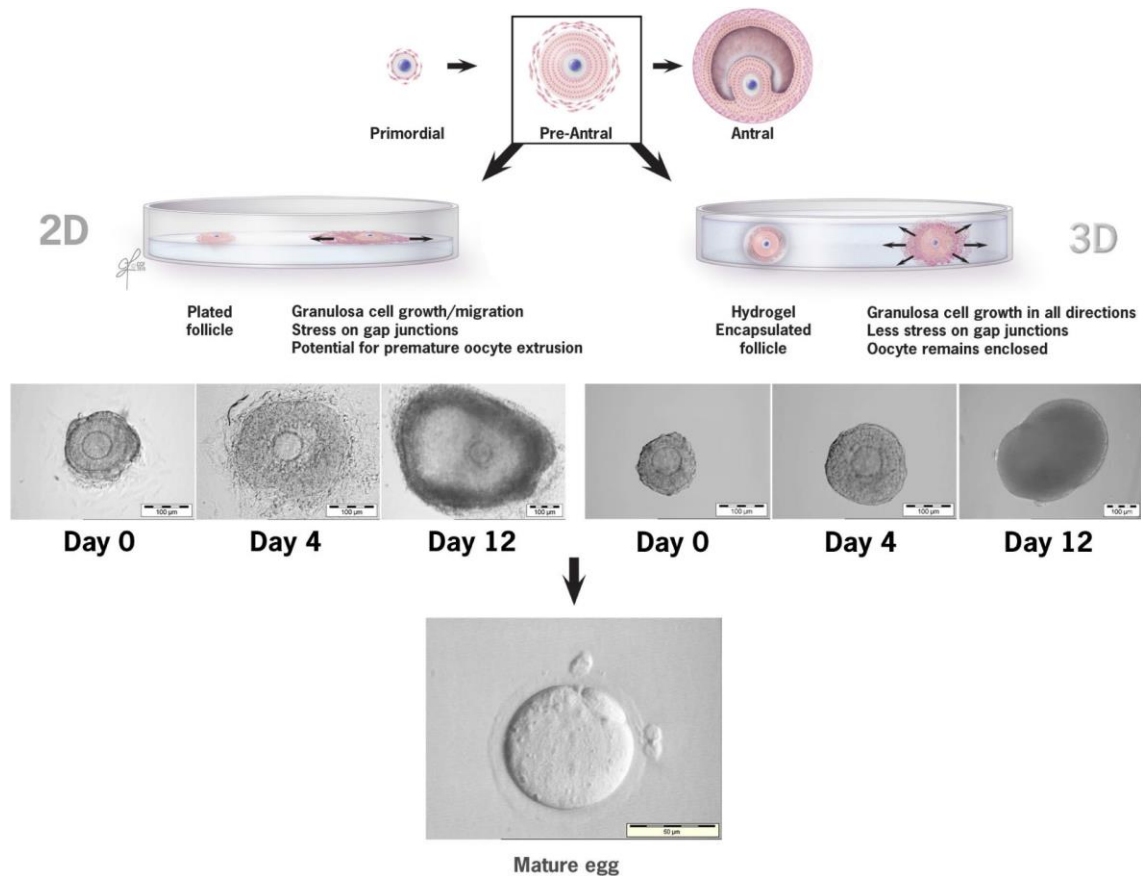 Primordial
Pre-Antral
Antral
2D
3D
Plated
follicle
Granulosa cell growth/migration
Stress on gap junctions
Potential for premature oocyte extrusion
Hydrogel
Encapsulated
follicle
Granulosa cell growth in all directions
Less stress on gap junctions
Oocyte remains enclosed
100 µm
100 µm
100 µm
100 µm
100 µm
100 µm
Day 0
Day 4
Day 12
Day 0
Day 4
Day 12
50 µm
Mature egg